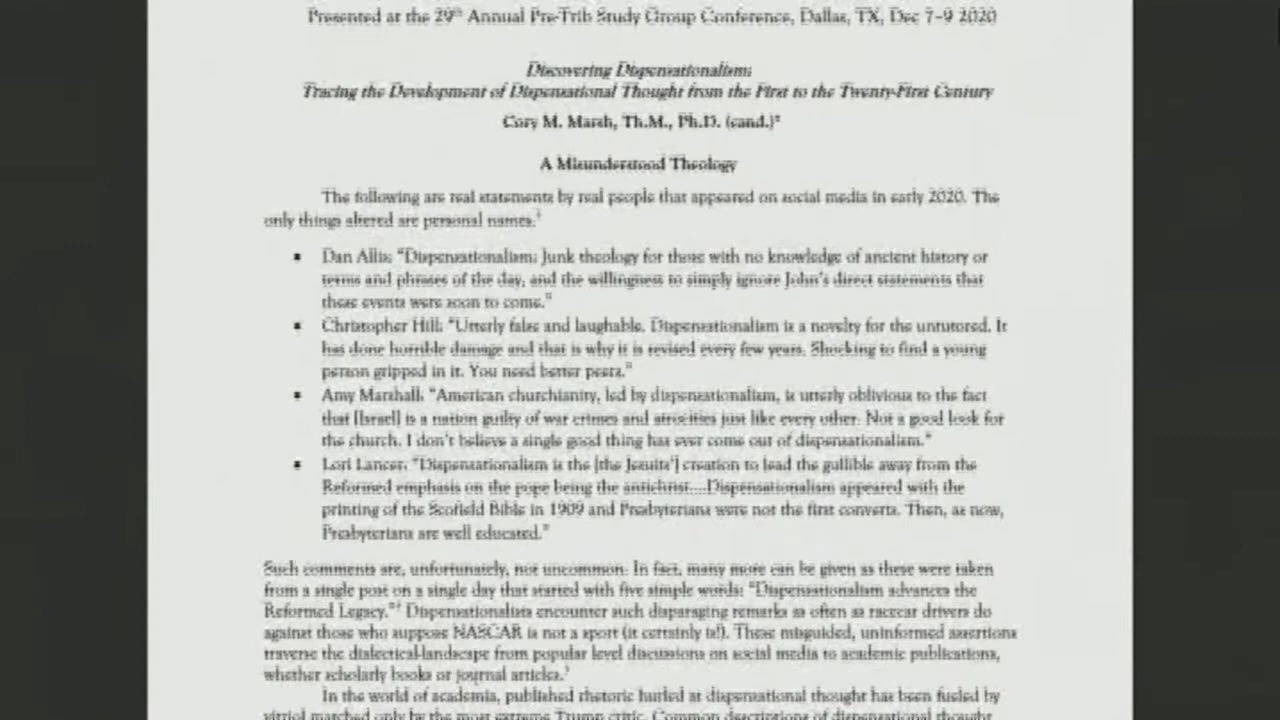 Presented at the 29th Annual Pre-Trib Study Group Conference, Dallas, TX, Dec 7-9 2020
Discovering Dispensationalism:
Tracing the Development of Dispensational Thought from the First to the Twenty-First Century
Cory M. Marsh, Th.M., Ph.D. (cand.)*
A Misunderstood Theology
The following are real statements by real people that appeared on social media in early 2020. The
only things altered are personal names.1
▪ Dan Allis: “Dispensationalism: Junk theology for those with no knowledge of ancient history or
terms and phrases of the day, and the willingness to simply ignore John’s direct statements that
these events were soon to come.”
▪ Christopher Hill: “Utterly false and laughable. Dispensationalism is a novelty for the untutored. It
has done horrible damage and that is why it is revised every few years. Shocking to find a young
person gripped in it. You need better peers.”
▪ Amy Marshall: “American churchianity, led by dispensationalism, is utterly oblivious to the fact
that [Israel] is a nation guilty of war crimes and atrocities just like every other. Not a good look for
the church. I don’t believe a single good thing has ever come out of dispensationalism.”
▪ Lori Lancer: “Dispensationalism is the [the Jesuits’] creation to lead the gullible away from the
Reformed emphasis on the pope being the antichrist....Dispensationalism appeared with the
printing of the Scofield Bible in 1909 and Presbyterians were not the first converts. Then, as now,
Presbyterians are well educated.”
Such comments are, unfortunately, not uncommon. In fact, many more can be given as these were taken
from a single post on a single day that started with five simple words: “Dispensationalism advances the
Reformed Legacy.”2 Dispensationalists encounter such disparaging remarks as often as racecar drivers do
against those who suppose NASCAR is not a sport (it certainly is!). These misguided, uninformed assertions
traverse the dialectical-landscape from popular level discussions on social media to academic publications,
whether scholarly books or journal articles.3
In the world of academia, published rhetoric hurled at dispensational thought has been fueled by
vitriol matched only by the most extreme Trump critic. Common descriptions of dispensational thought